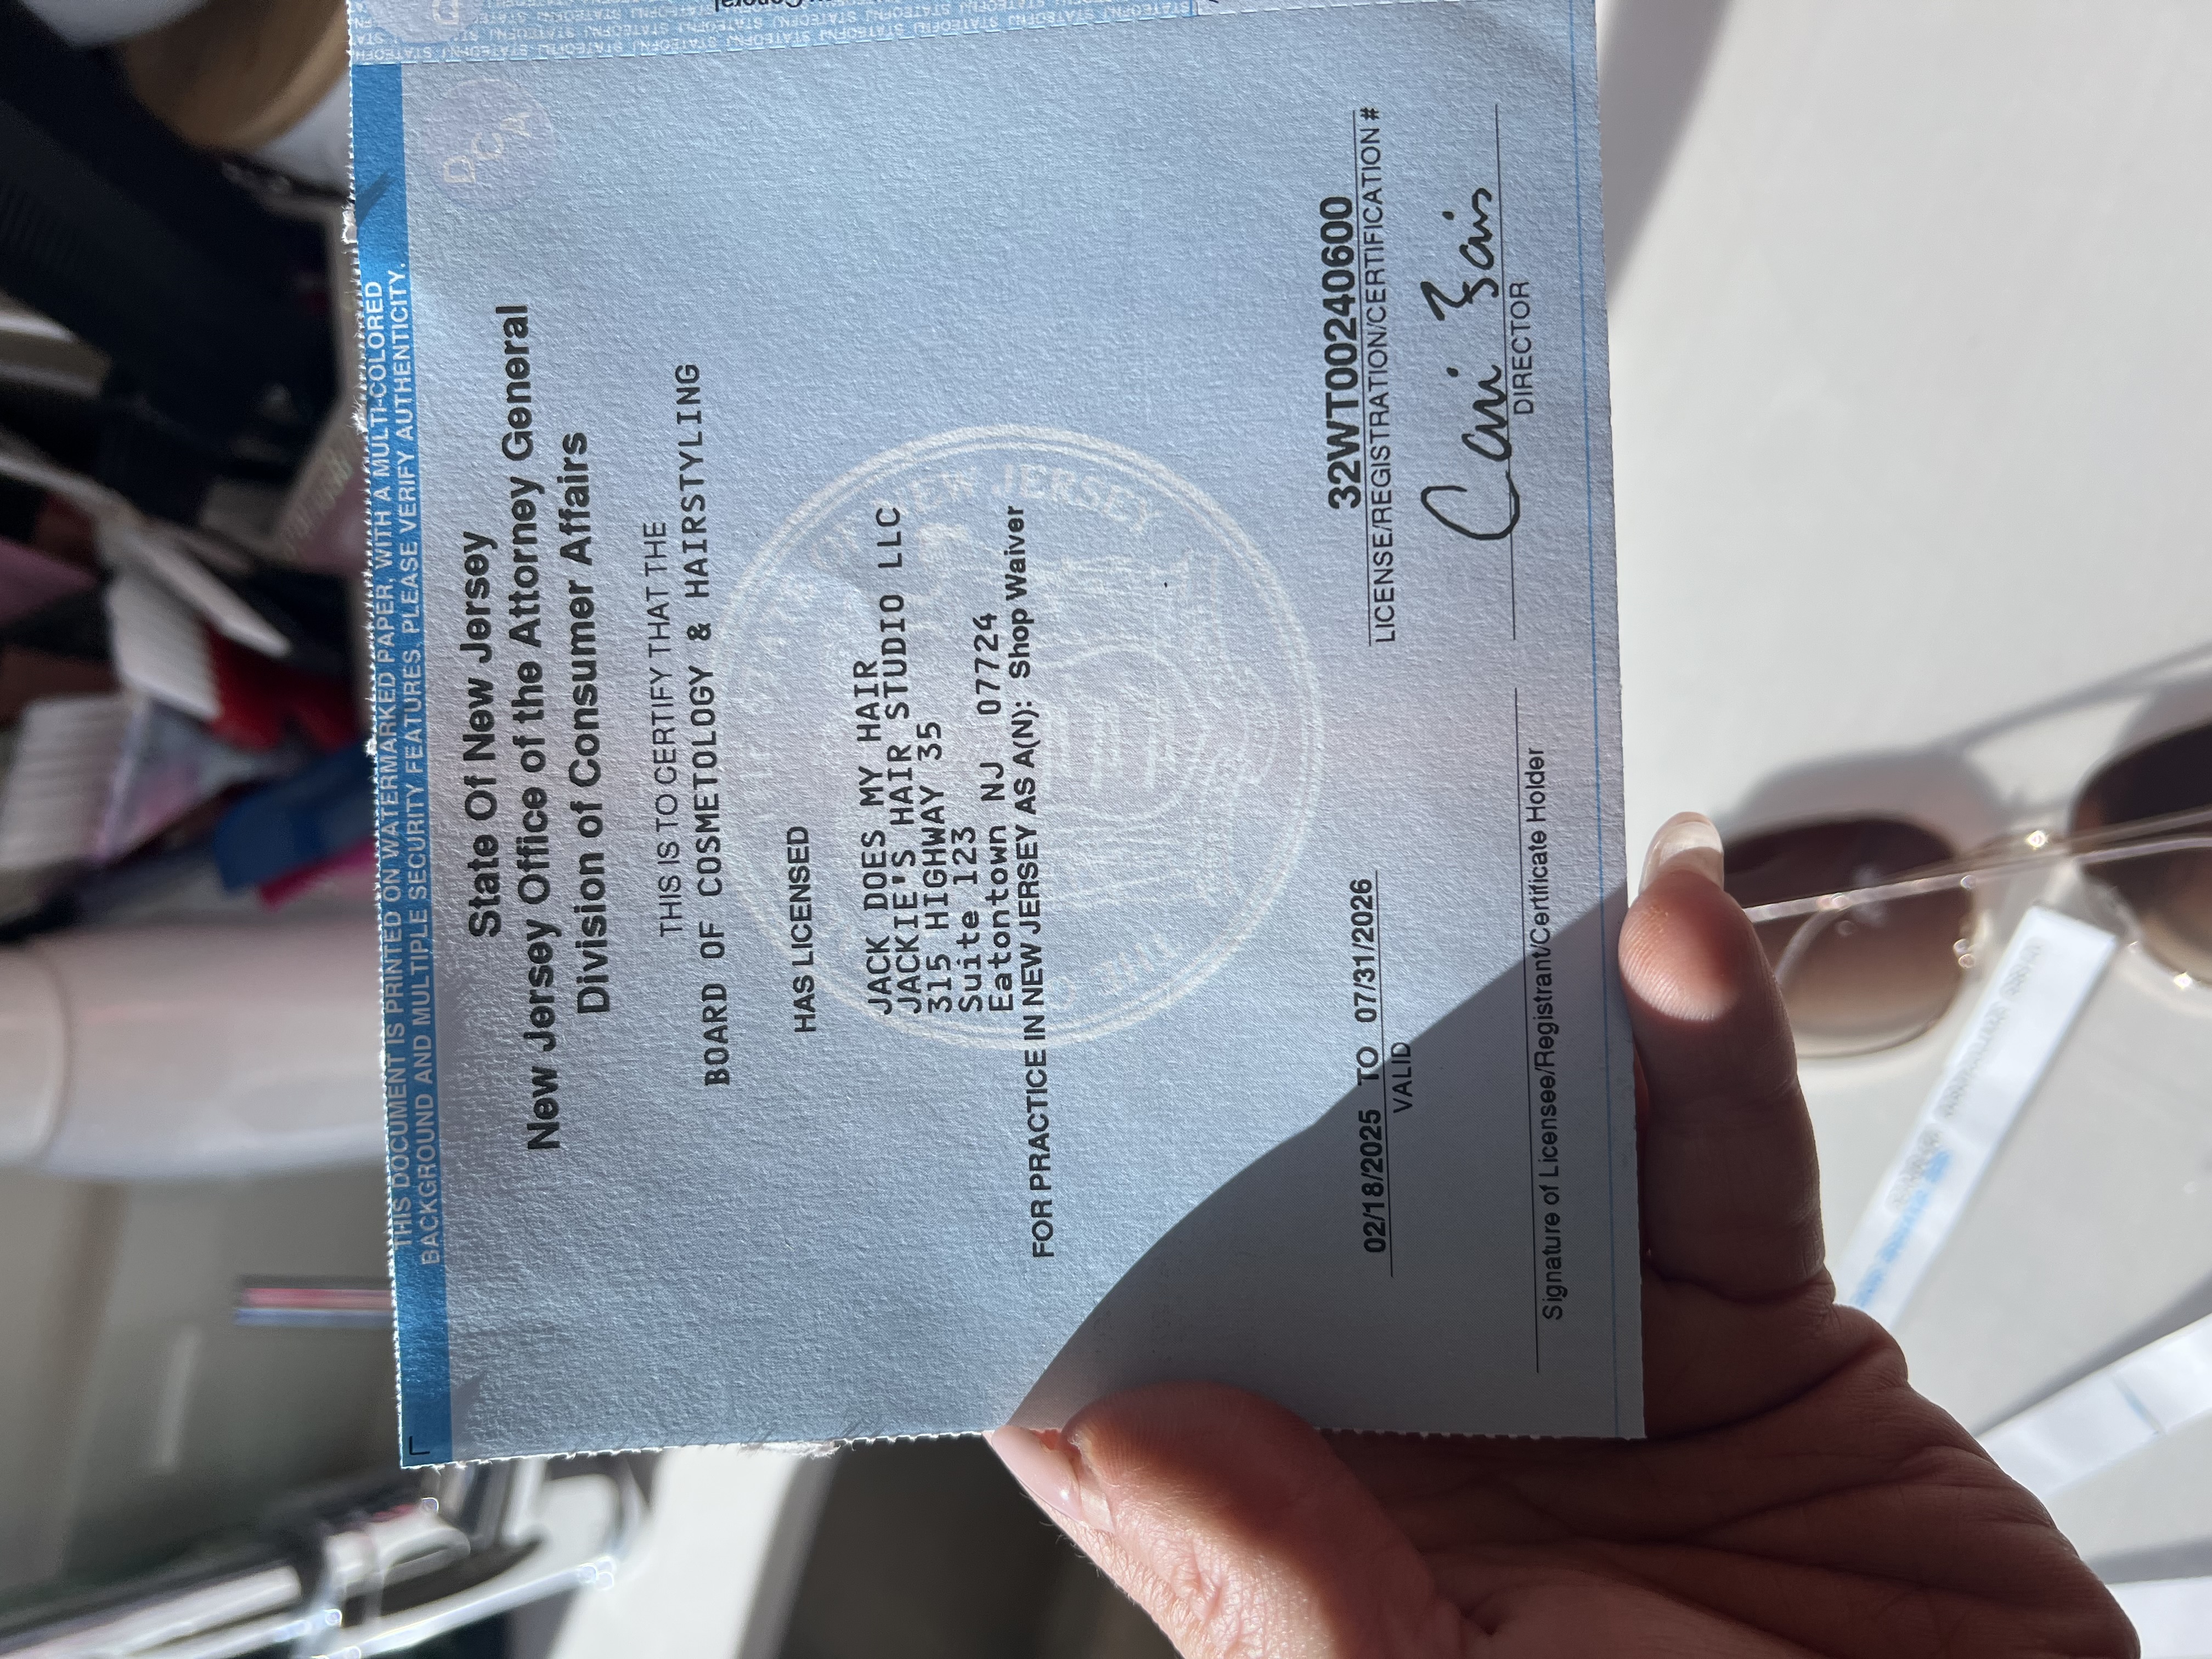 THIS DOCUMENT IS PRINTED ON WATERMARKED PAPER, WITH A MULTI-COLORED
BACKGROUND AND MULTIPLE SECURITY FEATURES. PLEASE VERIFY AUTHENTICITY.
DCA
State Of New Jersey
New Jersey Office of the Attorney General
Division of Consumer Affairs
THIS IS TO CERTIFY THAT THE
BOARD OF COSMETOLOGY & HAIRSTYLING
HAS LICENSED
JACK DOES MY HAIR
JACKIE'S HAIR STUDIO LLC
315 HIGHWAY 35
Suite 123
Eatontown NJ 07724
FOR PRACTICE IN NEW JERSEY AS A(N): Shop Waiver
02/18/2025 TO 07/31/2026
VALID
32WT00240600
LICENSE/REGISTRATION/CERTIFICATION #
Signature of Licensee/Registrant/Certificate Holder
DIRECTOR